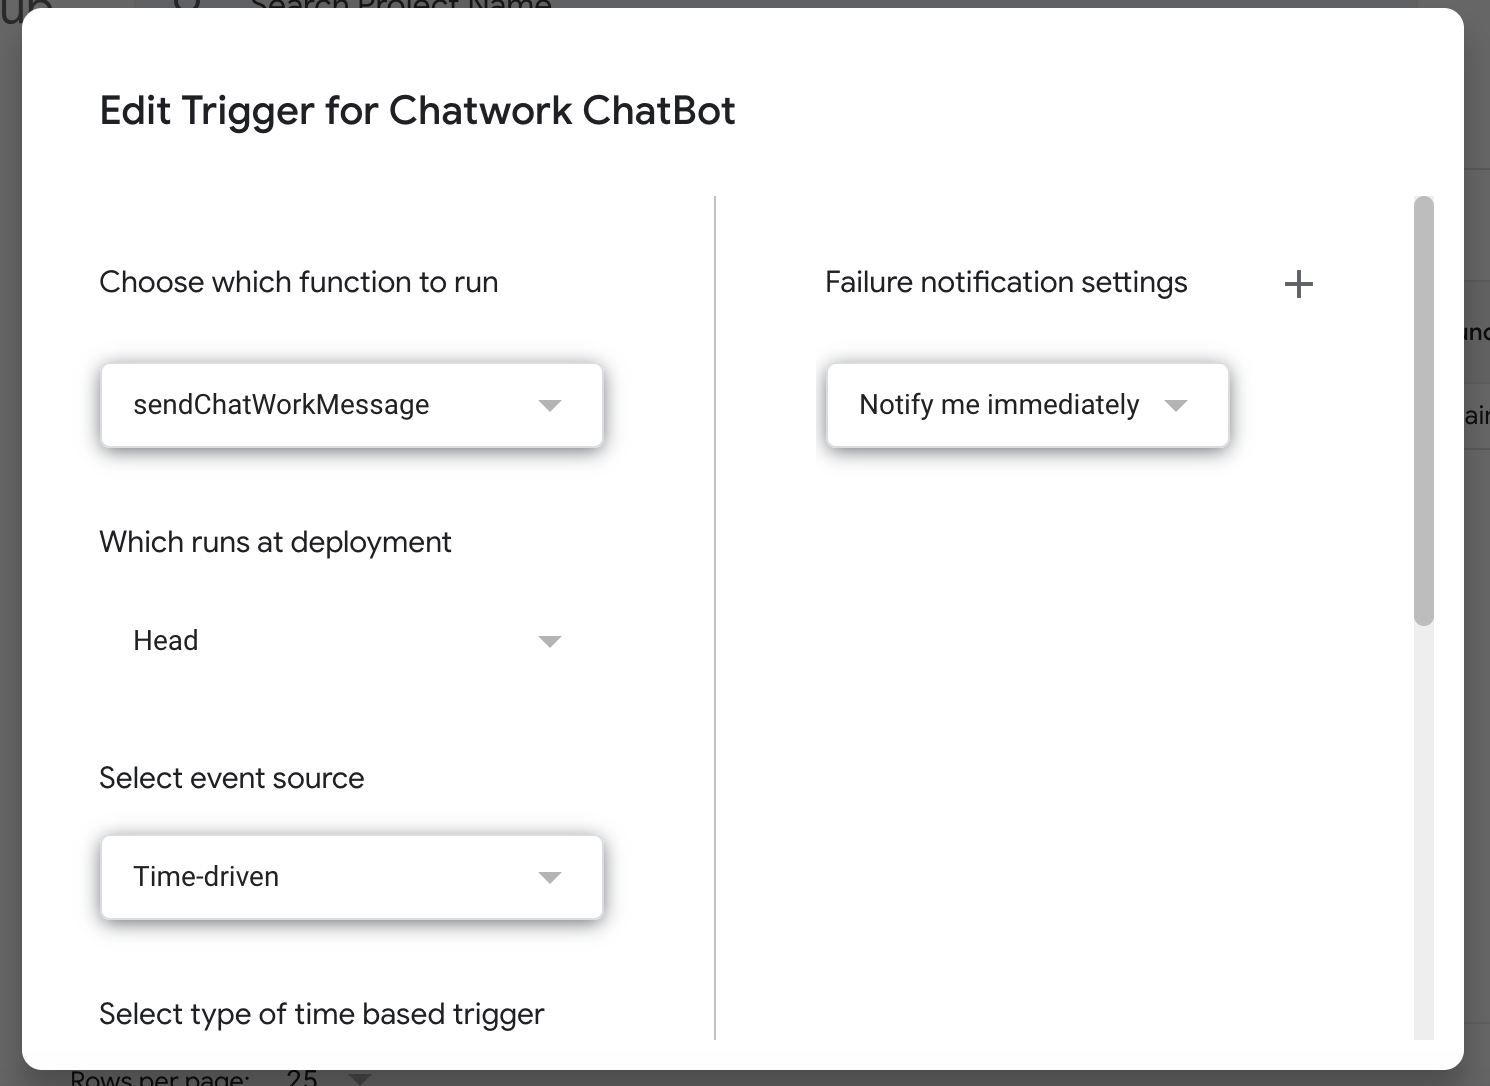 Search Project Name
Edit Trigger for Chatwork ChatBot
Choose which function to run
sendChatWorkMessage
Which runs at deployment
Head
Select event source
Time-driven
Select type of time based trigger
Failure notification settings
Notify me immediately
Rows per page: 25